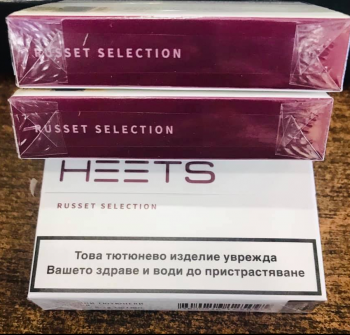 RUSSET SELECTION
RUSSET SELECTION
HEETS
RUSSET SELECTION
Това тютюнево изделие уврежда
Вашето здраве и води до пристрастяване